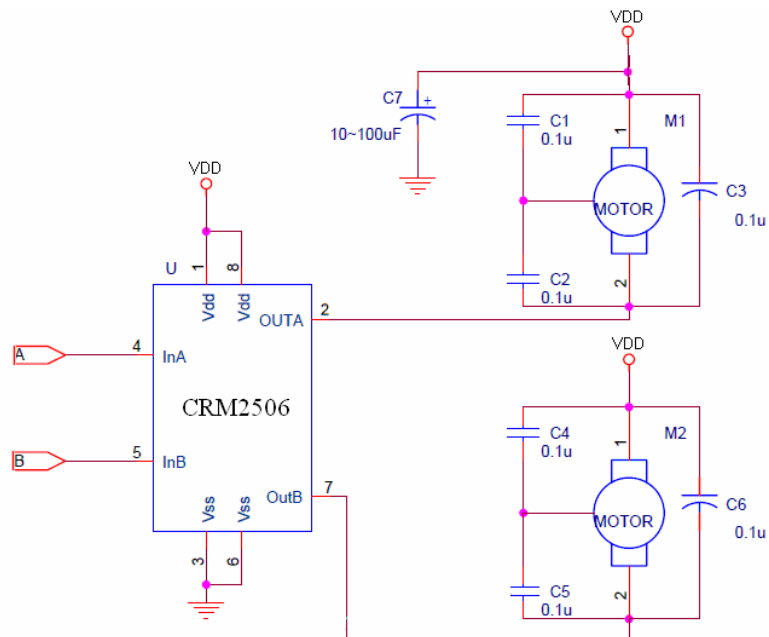 VDD
C7
+
10~100uF
C1
0.1u
1
M1
MOTOR
C3
0.1u
C2
0.1u
2
VDD
U
1
8
Vdd
Vdd
OUTA
2
A
4
InA
CRM2506
B
5
InB
OutB
7
Vss
Vss
3
6
VDD
C4
0.1u
1
M2
MOTOR
C6
0.1u
C5
0.1u
2